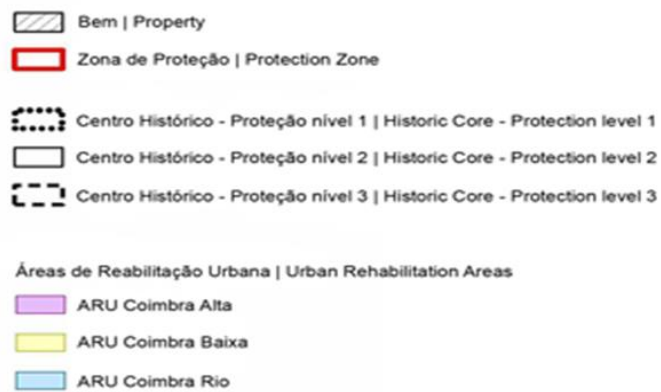 Bem | Property
Zona de Proteção | Protection Zone
Centro Histórico - Proteção nível 1 | Historic Core - Protection level 1
Centro Histórico - Proteção nível 2 | Historic Core - Protection level 2
Centro Histórico - Proteção nível 3 | Historic Core - Protection level 3
Áreas de Reabilitação Urbana | Urban Rehabilitation Areas
ARU Coimbra Alta
ARU Coimbra Baixa
ARU Coimbra Rio